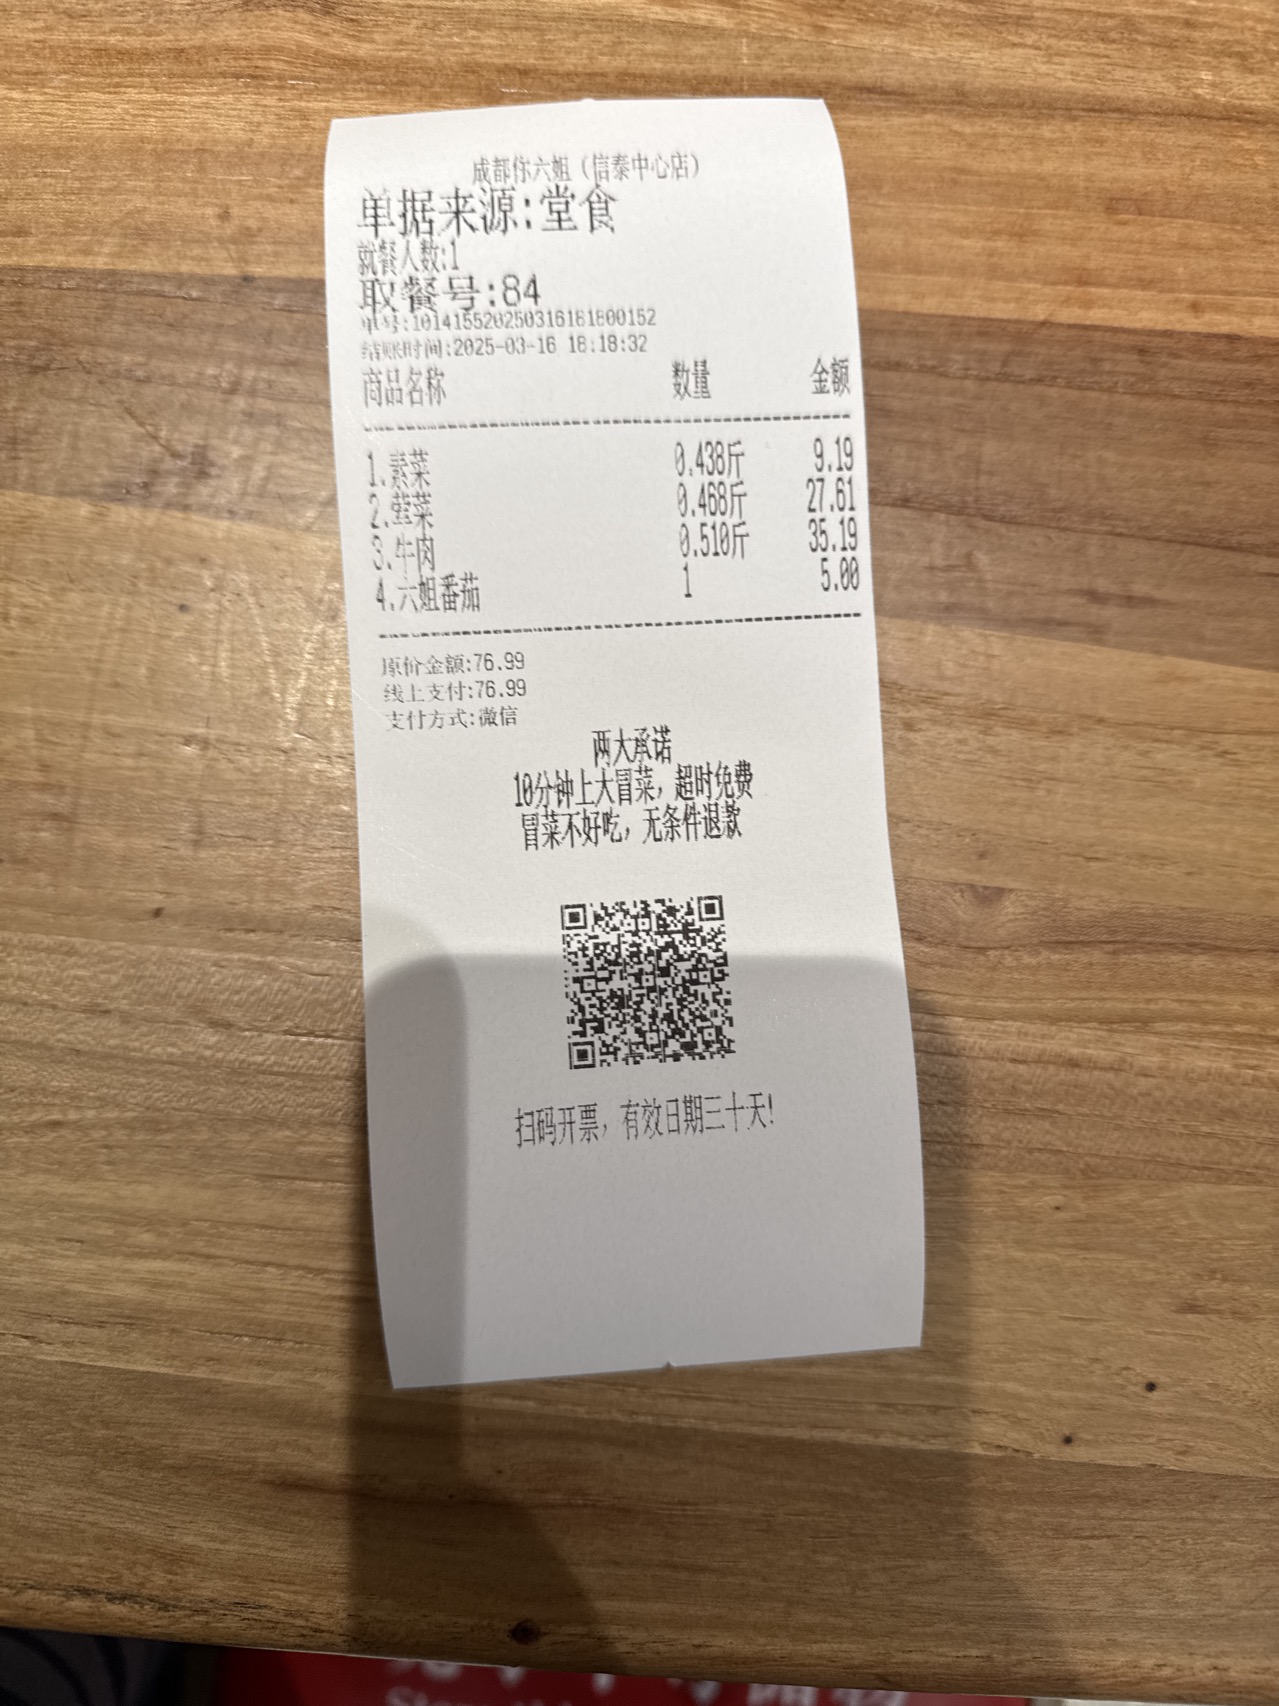 成都你六姐（信泰中心店）
单据来源:堂食
就餐人数:1
取餐号:84
单号:101415520250316181800152
结账时间:2025-03-16 18:18:32
商品名称 数量 金额
1.素菜 0.438斤 9.19
2.荤菜 0.468斤 27.61
3.牛肉 0.510斤 35.19
4.六姐番茄 1 5.00
原价金额:76.99
线上支付:76.99
支付方式:微信
两大承诺
10分钟上大冒菜，超时免费
冒菜不好吃，无条件退款
扫码开票，有效日期三十天!